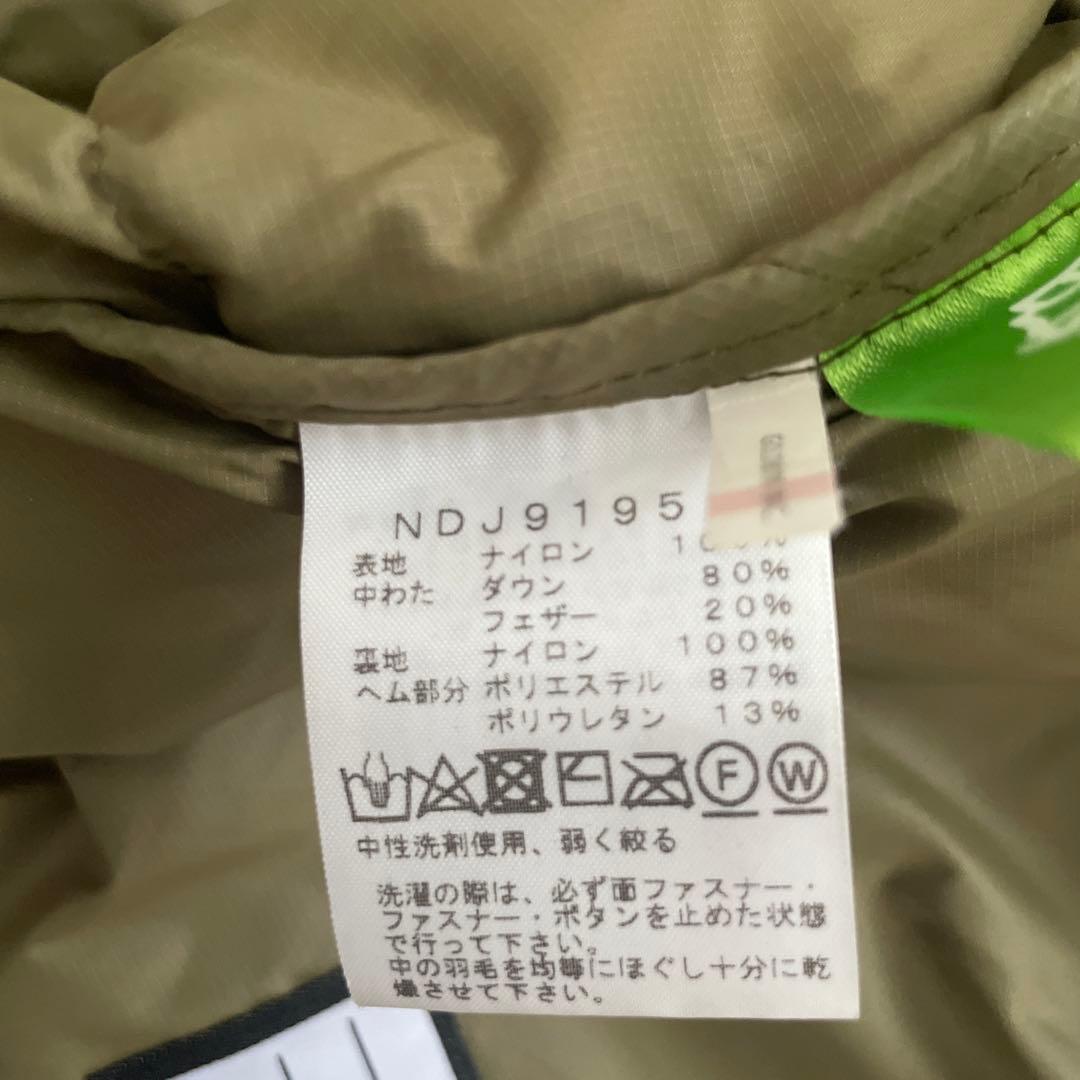 NDJ9195
表地 ナイロン
中わた ダウン 80%
フェザー 20%
裏地 ナイロン 100%
ヘム部分 ポリエステル 87%
ポリウレタン 13%
F W
中性洗剤使用、弱く絞る
洗濯の際は、必ず面ファスナー・
ファスナー・ボタンを止めた状態
で行って下さい。
中の羽毛を均等にほぐし十分に乾
燥させて下さい。